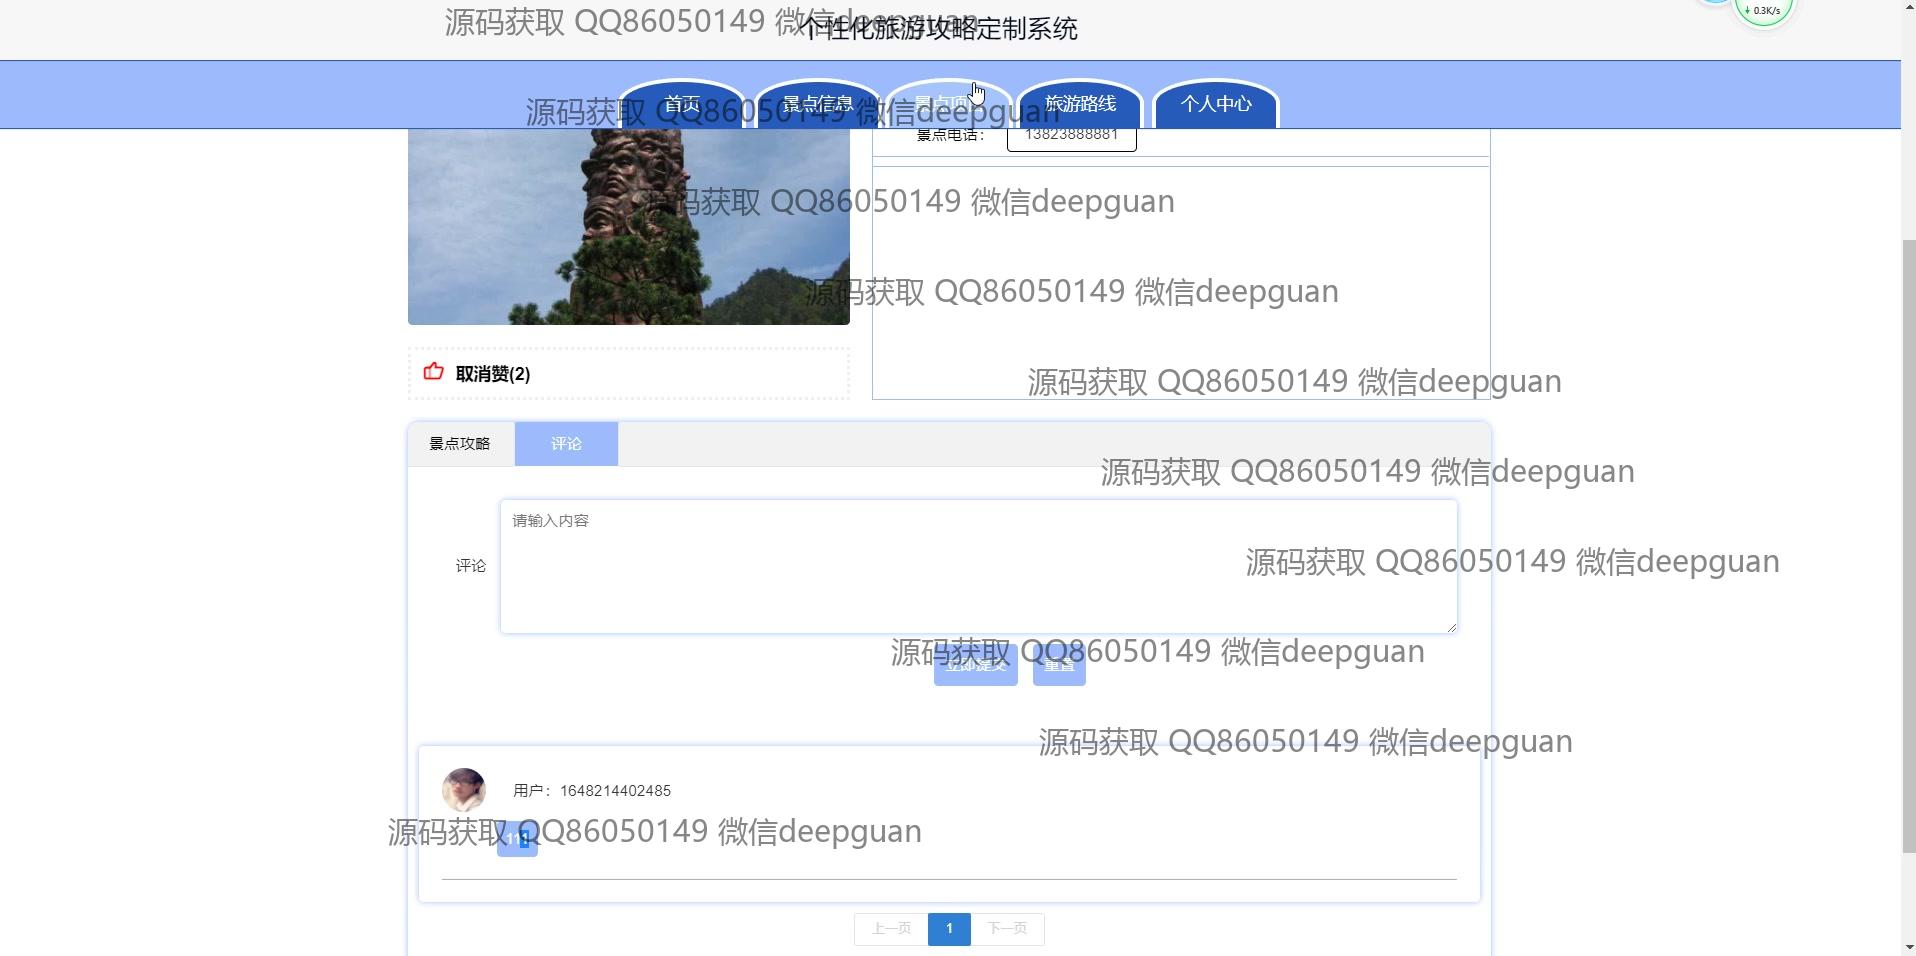 源码获取 QQ86050149 微信deepguan
个性化旅游攻略定制系统
0.3K/s
首页
景点信息
景点项目
旅游路线
个人中心
源码获取 QQ86050149 微信deepguan
景点电话：
13823888881
源码获取 QQ86050149 微信deepguan
源码获取 QQ86050149 微信deepguan
取消赞(2)
源码获取 QQ86050149 微信deepguan
景点攻略
评论
源码获取 QQ86050149 微信deepguan
请输入内容
评论
源码获取 QQ86050149 微信deepguan
源码获取 QQ86050149 微信deepguan
立即提交
重置
源码获取 QQ86050149 微信deepguan
用户：1648214402485
源码获取 QQ86050149 微信deepguan
111
上一页
1
下一页